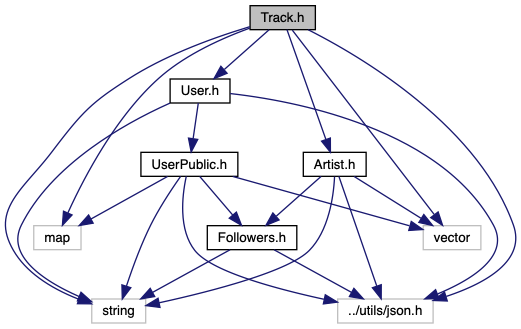 Track.h
User.h
UserPublic.h
Artist.h
map
Followers.h
vector
string
../utils/json.h